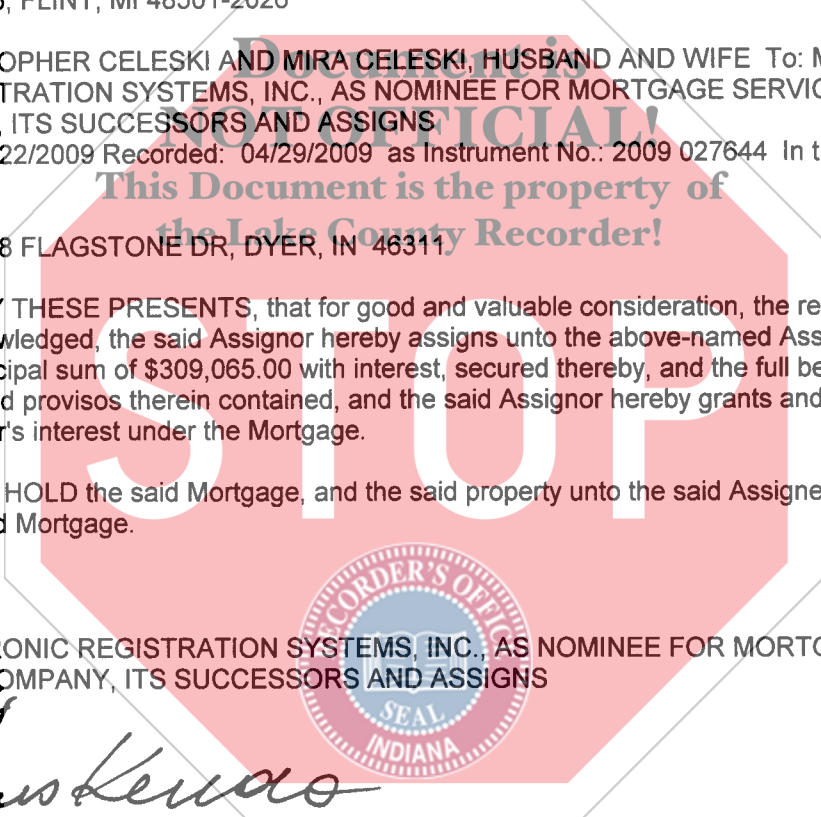 , FLINT, MI 48501-2026
OPHER CELESKI AND MIRA CELESKI, HUSBAND AND WIFE To: M
TRATION SYSTEMS, INC., AS NOMINEE FOR MORTGAGE SERVIC
, ITS SUCCESSORS AND ASSIGNS
22/2009 Recorded: 04/29/2009 as Instrument No.: 2009 027644 In t
Document is
NOT OFFICIAL!
This Document is the property of
the Lake County Recorder!
8 FLAGSTONE DR, DYER, IN 46311
THESE PRESENTS, that for good and valuable consideration, the re
wledged, the said Assignor hereby assigns unto the above-named Ass
cipal sum of $309,065.00 with interest, secured thereby, and the full be
d provisos therein contained, and the said Assignor hereby grants and
r's interest under the Mortgage.
STOP
HOLD the said Mortgage, and the said property unto the said Assigne
d Mortgage.
RECORDER'S OFFICE
SEAL
INDIANA
RONIC REGISTRATION SYSTEMS, INC., AS NOMINEE FOR MORTG
OMPANY, ITS SUCCESSORS AND ASSIGNS